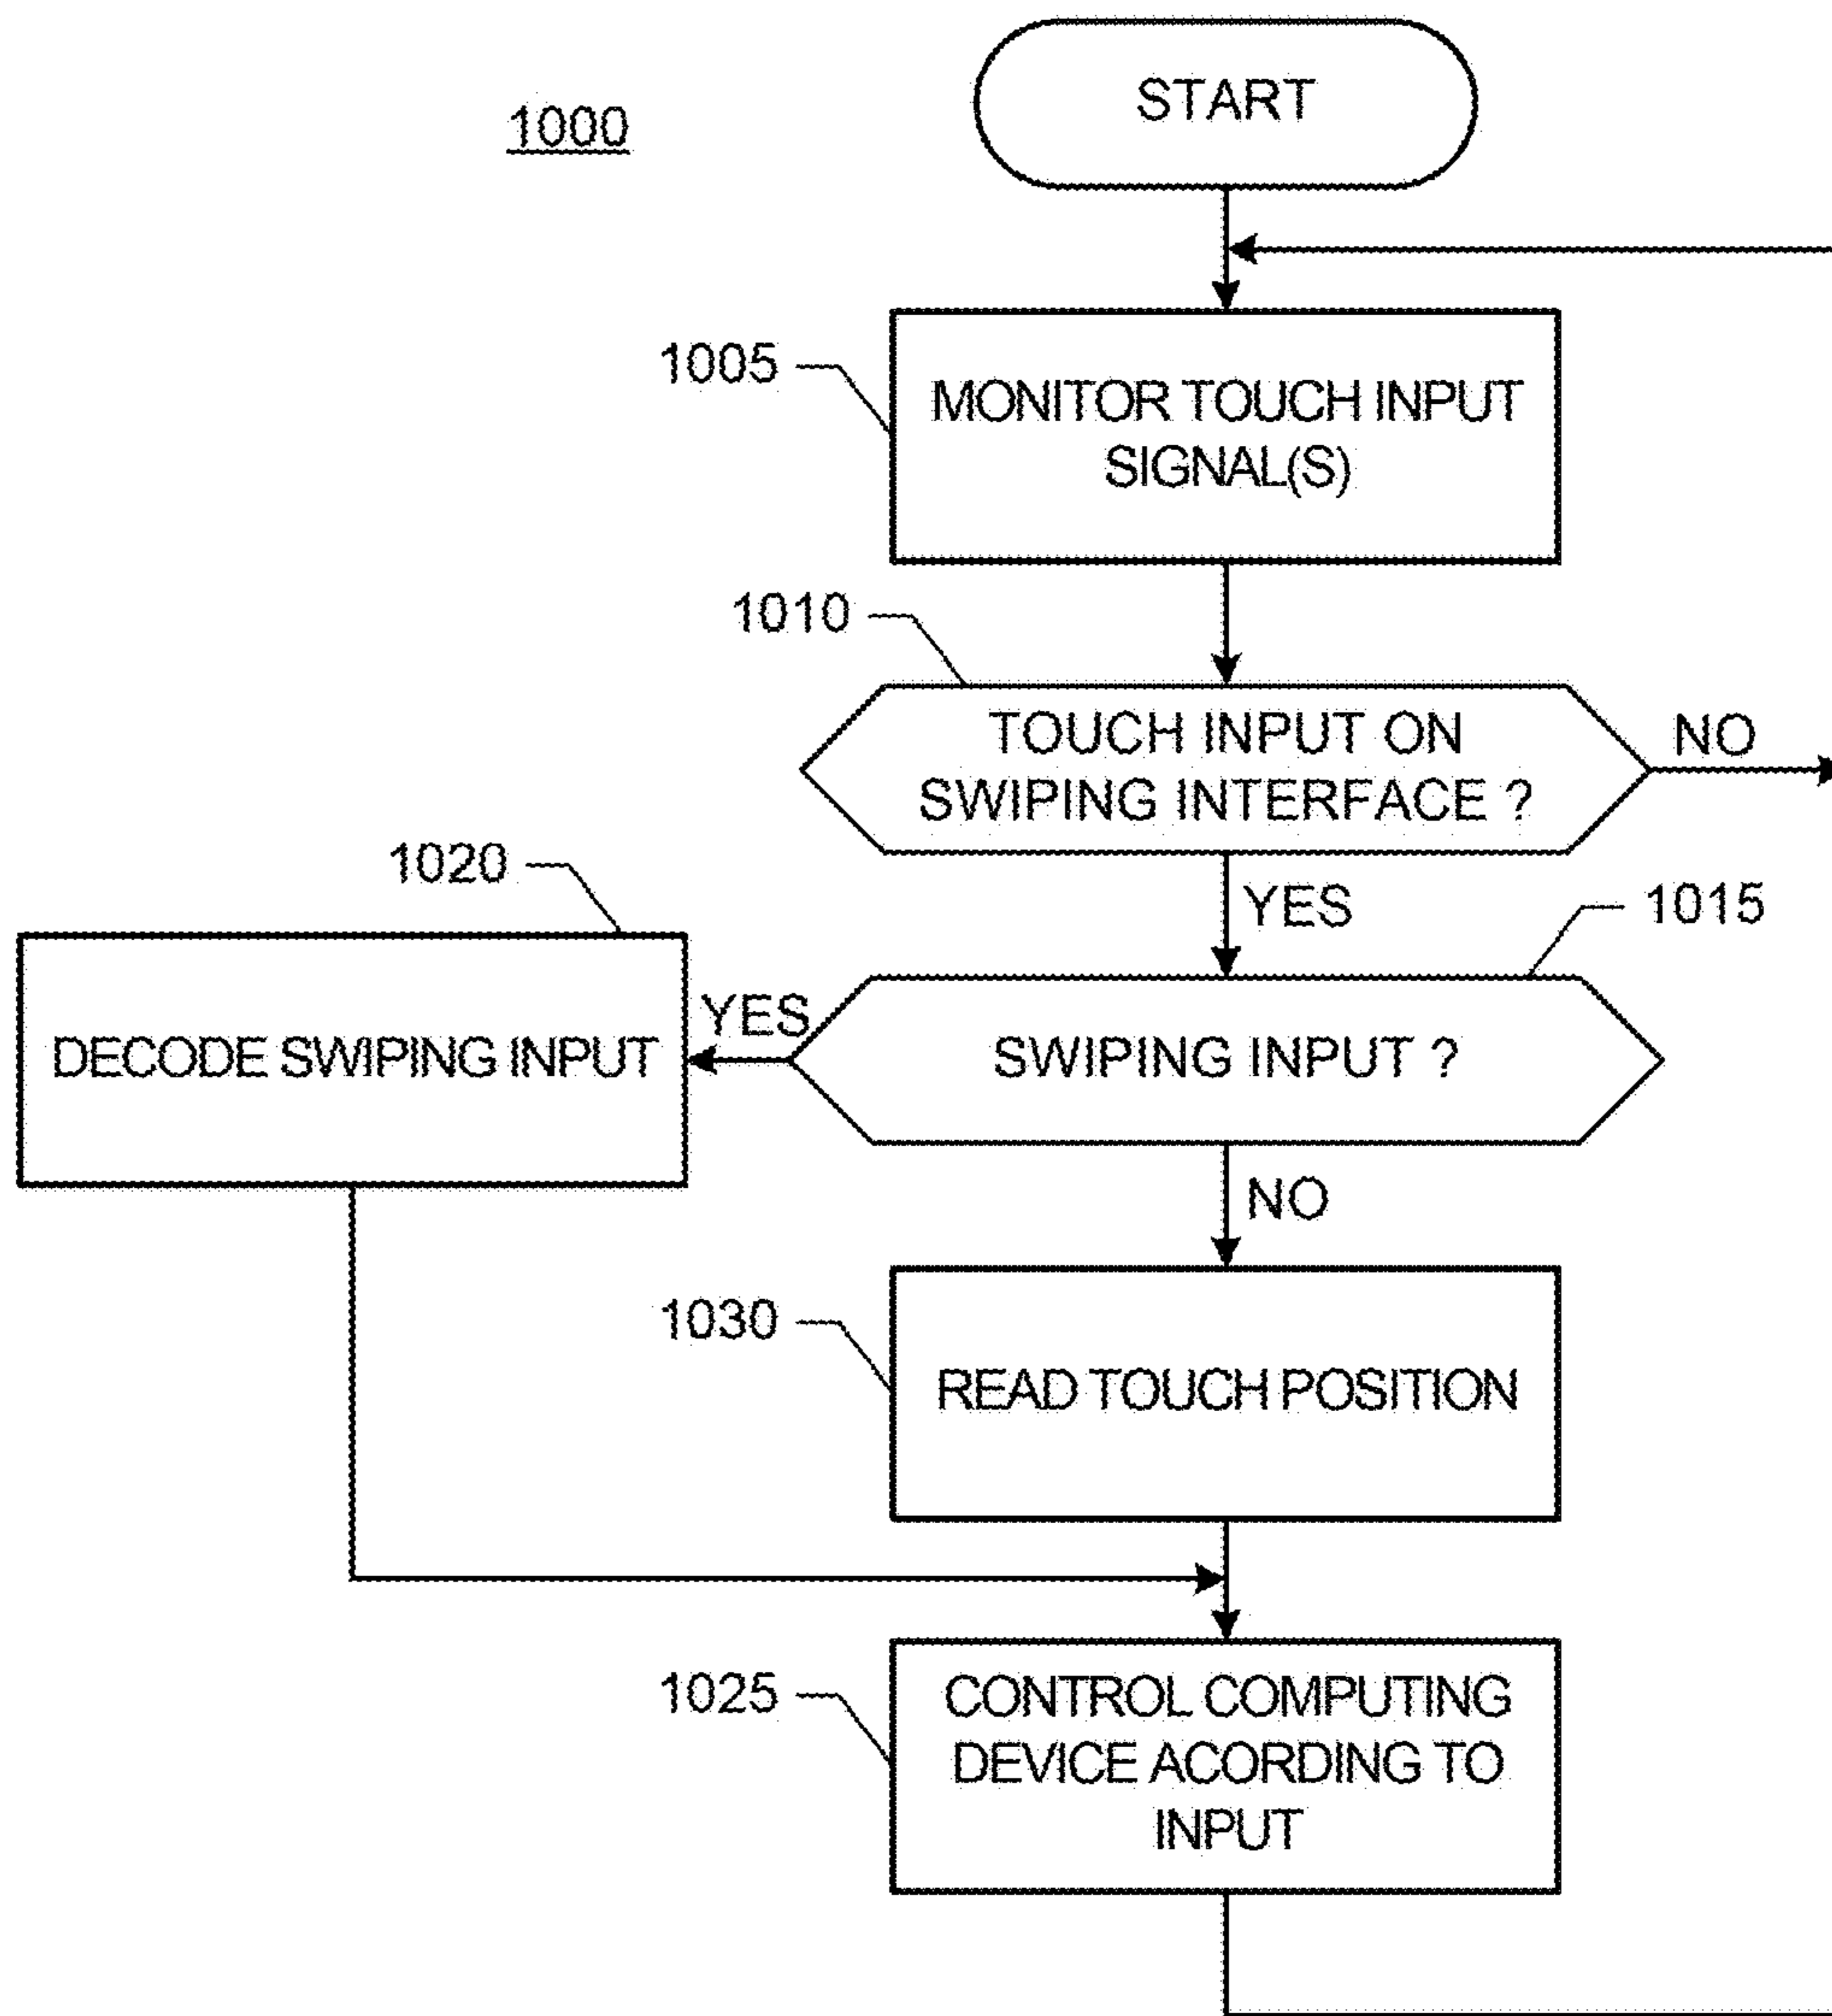 1000
START
1005
MONITOR TOUCH INPUT
SIGNAL(S)
1010
TOUCH INPUT ON
SWIPING INTERFACE ?
NO
YES
1015
1020
DECODE SWIPING INPUT
YES
SWIPING INPUT ?
NO
1030
READ TOUCH POSITION
1025
CONTROL COMPUTING
DEVICE ACORDING TO
INPUT